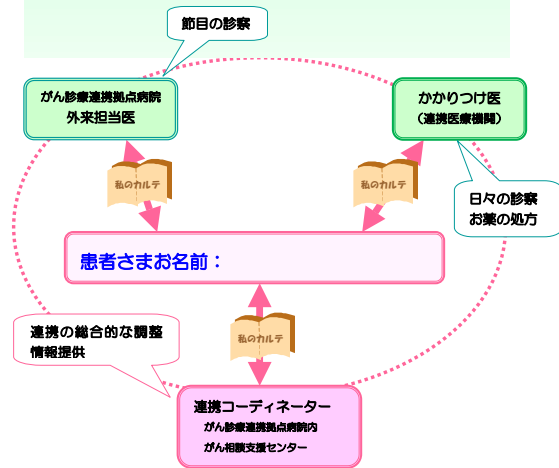 節目の診察
がん診療連携拠点病院
外来担当医
かかりつけ医
（連携医療機関）
私のカルテ
私のカルテ
日々の診察
お薬の処方
患者さまお名前：
連携の総合的な調整
情報提供
私のカルテ
連携コーディネーター
がん診療連携拠点病院内
がん相談支援センター